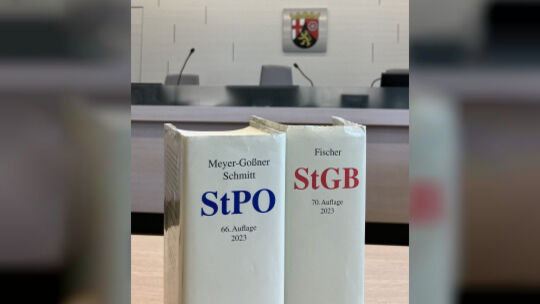 Meyer-Goßner
Schmitt
StPO
66. Auflage
2023
Fischer
StGB
70. Auflage
2023